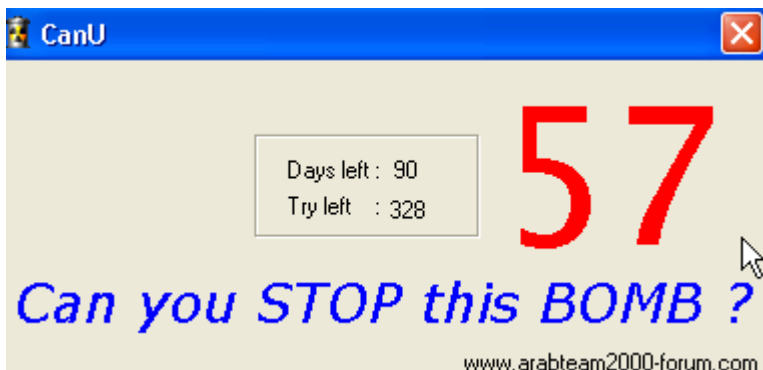 CanU
57
Days left : 90
Try left : 328
Can you STOP this BOMB ?
www.arabteam2000-forum.com